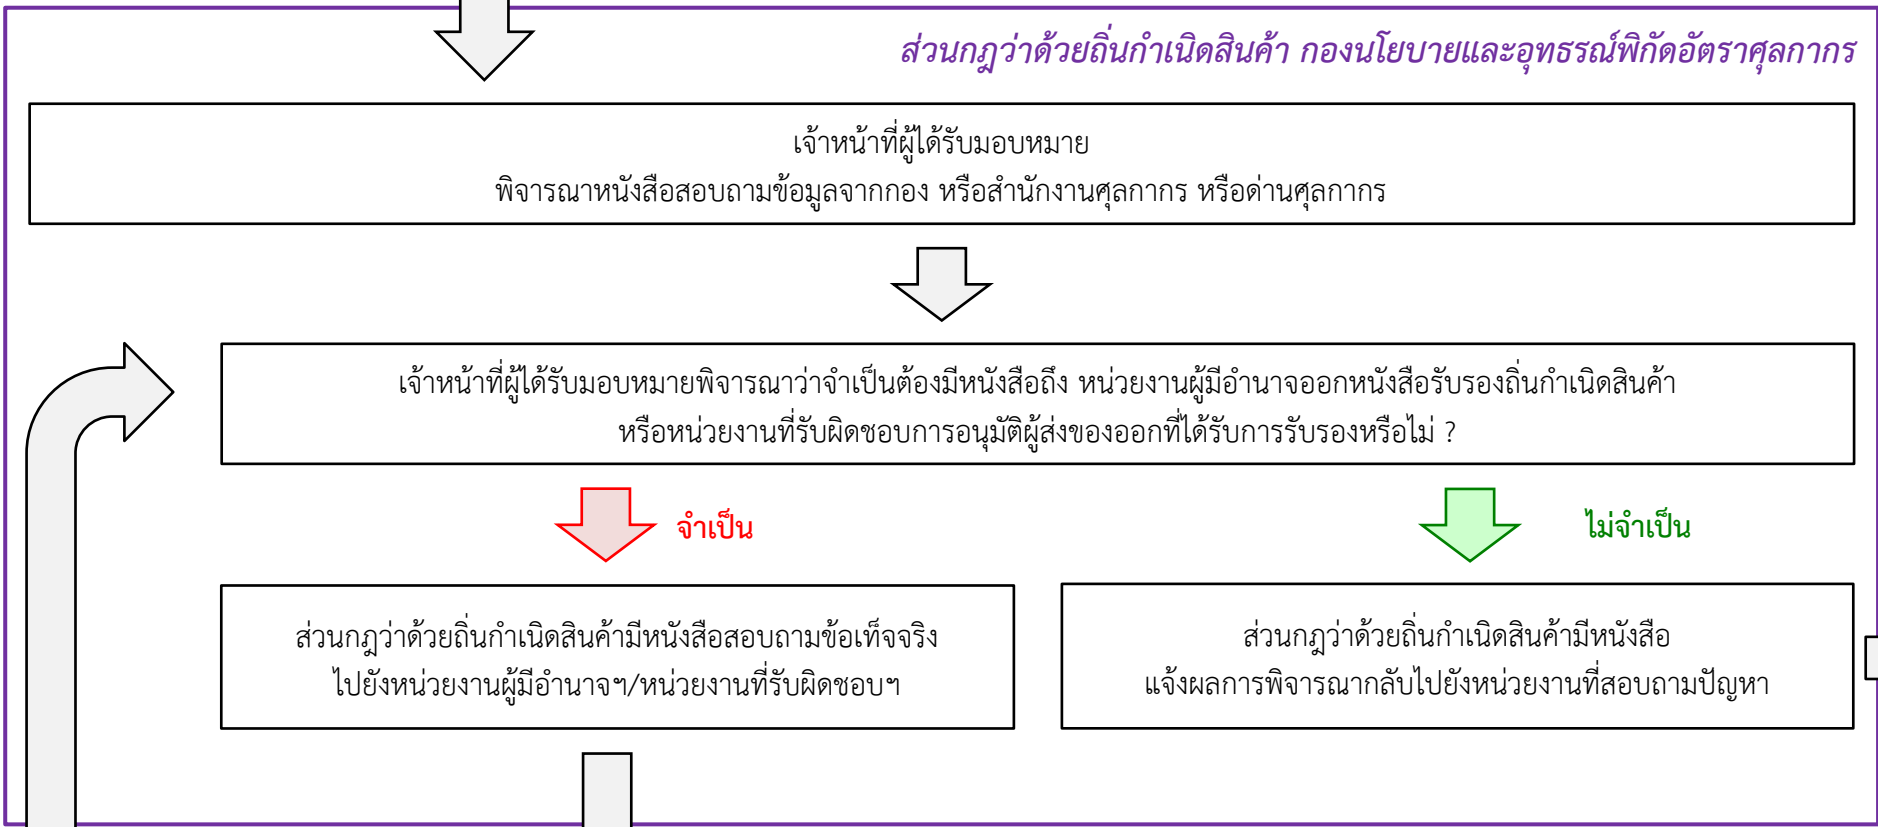 ส่วนกฎว่าด้วยถิ่นกำเนิดสินค้า กองนโยบายและอุทธรณ์พิกัดอัตราศุลกากร
เจ้าหน้าที่ผู้ได้รับมอบหมาย
พิจารณาหนังสือสอบถามข้อมูลจากกอง หรือสำนักงานศุลกากร หรือด่านศุลกากร
เจ้าหน้าที่ผู้ได้รับมอบหมายพิจารณาว่าจำเป็นต้องมีหนังสือถึง หน่วยงานผู้มีอำนาจออกหนังสือรับรองถิ่นกำเนิดสินค้า
หรือหน่วยงานที่รับผิดชอบการอนุมัติผู้ส่งของออกที่ได้รับการรับรองหรือไม่ ?
จำเป็น
ไม่จำเป็น
ส่วนกฎว่าด้วยถิ่นกำเนิดสินค้ามีหนังสือสอบถามข้อเท็จจริง
ไปยังหน่วยงานผู้มีอำนาจฯ/หน่วยงานที่รับผิดชอบฯ
ส่วนกฎว่าด้วยถิ่นกำเนิดสินค้ามีหนังสือ
แจ้งผลการพิจารณากลับไปยังหน่วยงานที่สอบถามปัญหา